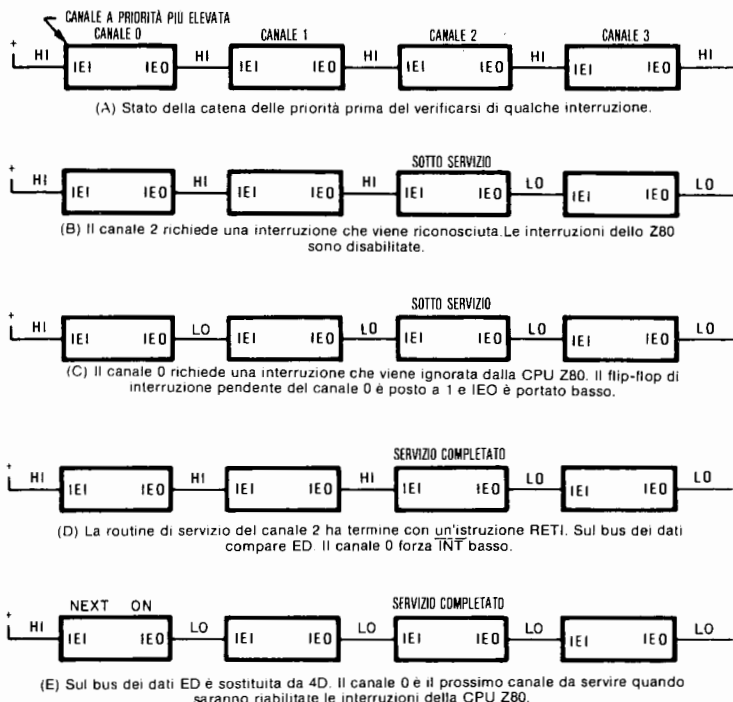 CANALE A PRIORITÀ PIÙ ELEVATA
CANALE 0 CANALE 1 CANALE 2 CANALE 3
+ HI IEI IEO HI IEI IEO HI IEI IEO HI IEI IEO HI
(A) Stato della catena delle priorità prima del verificarsi di qualche interruzione.
SOTTO SERVIZIO
+ HI IEI IEO HI IEI IEO HI IEI IEO LO IEI IEO LO
(B) Il canale 2 richiede una interruzione che viene riconosciuta. Le interruzioni dello Z80
sono disabilitate.
SOTTO SERVIZIO
+ HI IEI IEO LO IEI IEO LO IEI IEO LO IEI IEO LO
(C) Il canale 0 richiede una interruzione che viene ignorata dalla CPU Z80. Il flip-flop di
interruzione pendente del canale 0 è posto a 1 e IEO è portato basso.
SERVIZIO COMPLETATO
+ HI IEI IEO HI IEI IEO HI IEI IEO LO IEI IEO LO
(D) La routine di servizio del canale 2 ha termine con un'istruzione RETI. Sul bus dei dati
compare ED. Il canale 0 forza I̅N̅T̅ basso.
NEXT ON SERVIZIO COMPLETATO
+ HI IEI IEO LO IEI IEO LO IEI IEO LO IEI IEO LO
(E) Sul bus dei dati ED è sostituita da 4D. Il canale 0 è il prossimo canale da servire quando
saranno riabilitate le interruzioni della CPU Z80.